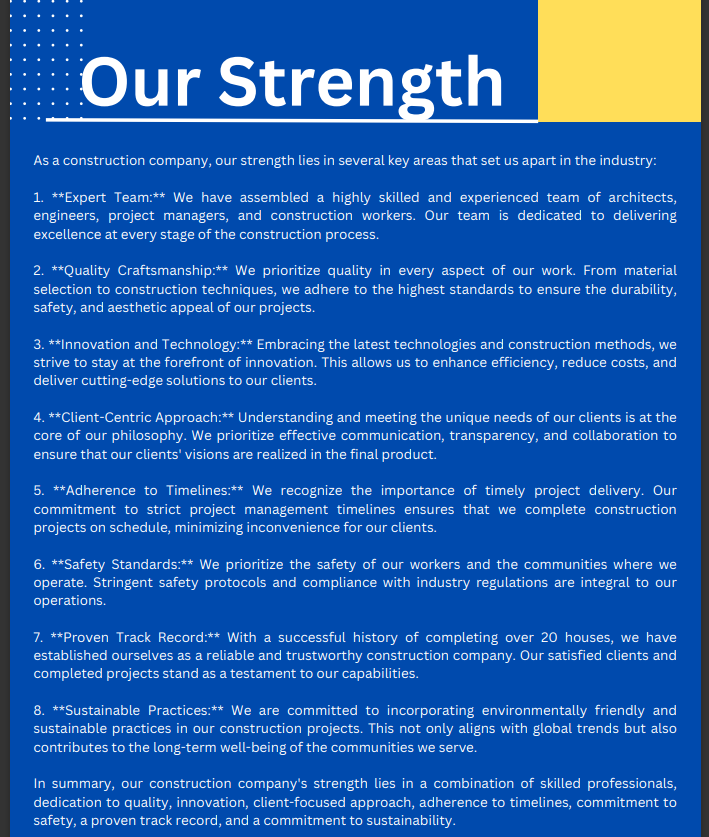 Our Strength
As a construction company, our strength lies in several key areas that set us apart in the industry:
1. **Expert Team:** We have assembled a highly skilled and experienced team of architects,
engineers, project managers, and construction workers. Our team is dedicated to delivering
excellence at every stage of the construction process.
2. **Quality Craftsmanship:** We prioritize quality in every aspect of our work. From material
selection to construction techniques, we adhere to the highest standards to ensure the durability,
safety, and aesthetic appeal of our projects.
3. **Innovation and Technology:** Embracing the latest technologies and construction methods, we
strive to stay at the forefront of innovation. This allows us to enhance efficiency, reduce costs, and
deliver cutting-edge solutions to our clients.
4. **Client-Centric Approach:** Understanding and meeting the unique needs of our clients is at the
core of our philosophy. We prioritize effective communication, transparency, and collaboration to
ensure that our clients' visions are realized in the final product.
5. **Adherence to Timelines:** We recognize the importance of timely project delivery. Our
commitment to strict project management timelines ensures that we complete construction
projects on schedule, minimizing inconvenience for our clients.
6. **Safety Standards:** We prioritize the safety of our workers and the communities where we
operate. Stringent safety protocols and compliance with industry regulations are integral to our
operations.
7. **Proven Track Record:** With a successful history of completing over 20 houses, we have
established ourselves as a reliable and trustworthy construction company. Our satisfied clients and
completed projects stand as a testament to our capabilities.
8. **Sustainable Practices:** We are committed to incorporating environmentally friendly and
sustainable practices in our construction projects. This not only aligns with global trends but also
contributes to the long-term well-being of the communities we serve.
In summary, our construction company's strength lies in a combination of skilled professionals,
dedication to quality, innovation, client-focused approach, adherence to timelines, commitment to
safety, a proven track record, and a commitment to sustainability.